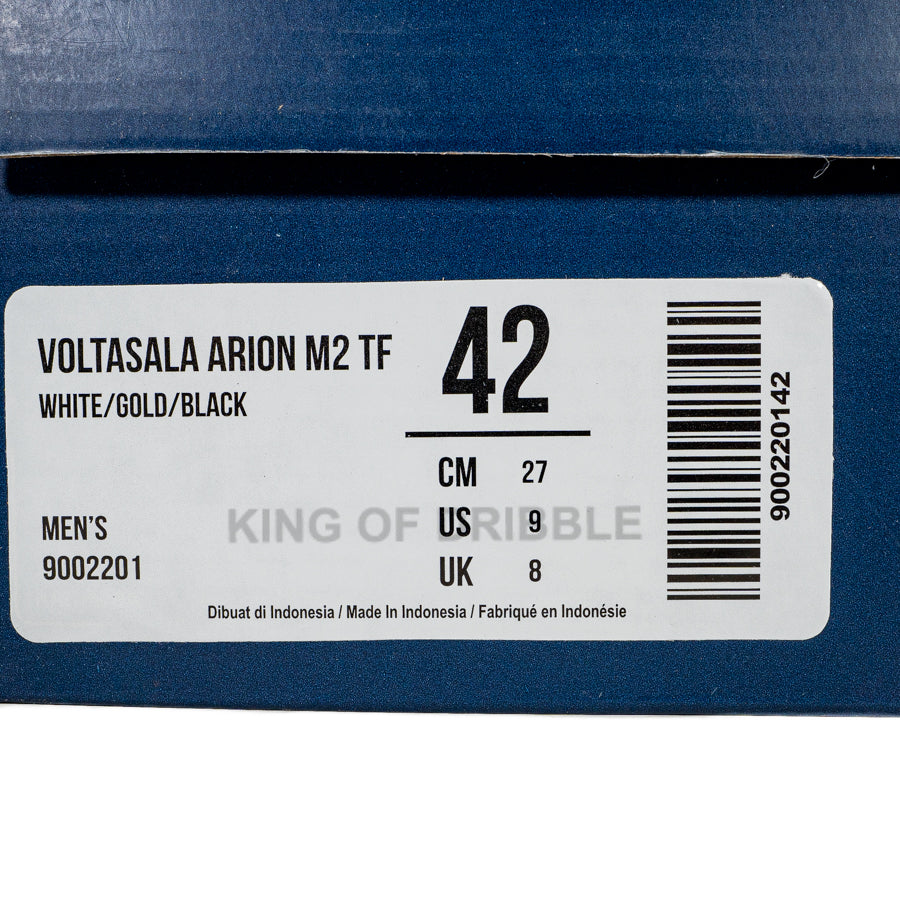 VOLTASALA ARION M2 TF
WHITE/GOLD/BLACK
42
CM 27
US 9
UK 8
MEN'S
9002201
KING OF DRIBBLE
Dibuat di Indonesia / Made In Indonesia / Fabriqué en Indonésie
900220142